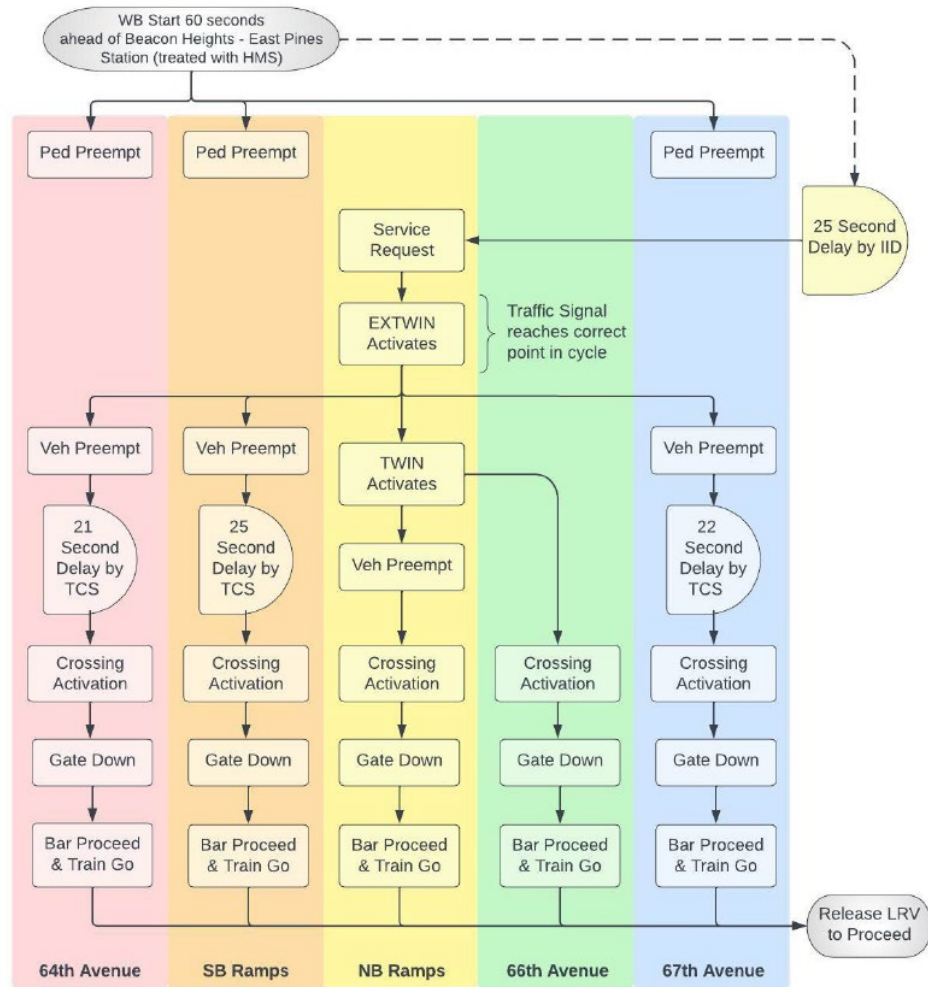 WB Start 60 seconds
ahead of Beacon Heights - East Pines
Station (treated with HMS)
Ped Preempt
Ped Preempt
Ped Preempt
25 Second
Delay by IID
Service
Request
EXTWIN
Activates
Traffic Signal
reaches correct
point in cycle
Veh Preempt
Veh Preempt
TWIN
Activates
Veh Preempt
21
Second
Delay by
TCS
25
Second
Delay by
TCS
Veh Preempt
22
Second
Delay by
TCS
Crossing
Activation
Crossing
Activation
Crossing
Activation
Crossing
Activation
Crossing
Activation
Gate Down
Gate Down
Gate Down
Gate Down
Gate Down
Bar Proceed
& Train Go
Bar Proceed
& Train Go
Bar Proceed
& Train Go
Bar Proceed
& Train Go
Bar Proceed
& Train Go
Release LRV
to Proceed
64th Avenue
SB Ramps
NB Ramps
66th Avenue
67th Avenue